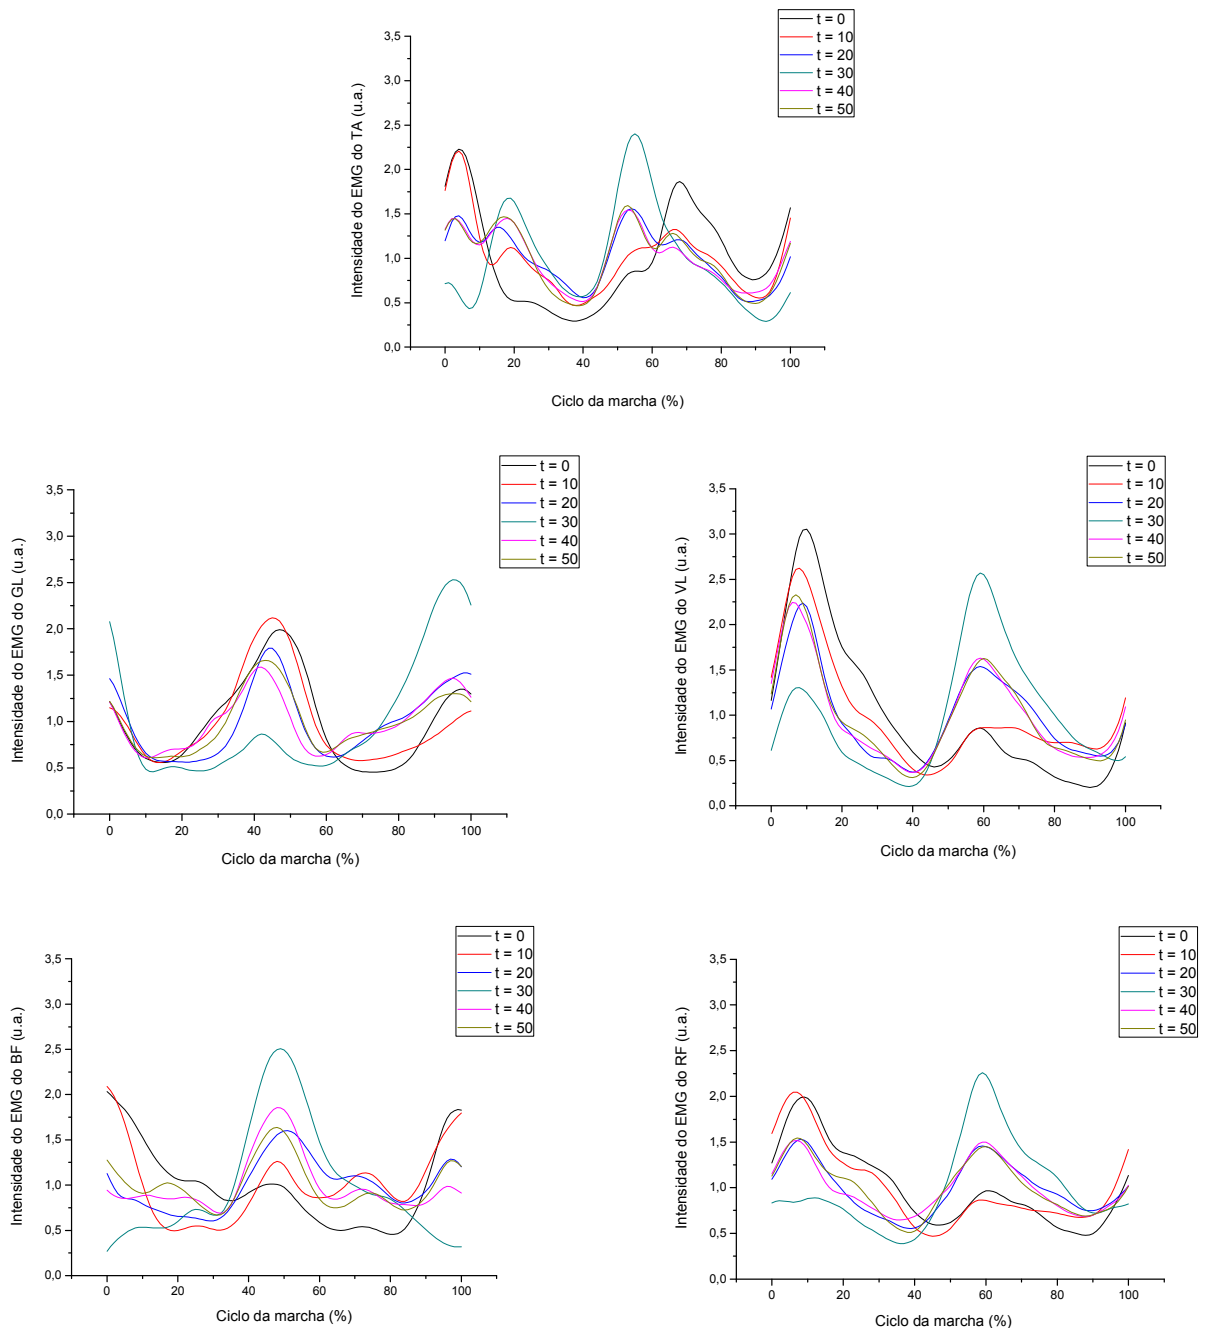 t = 0
t = 10
t = 20
t = 30
t = 40
t = 50
Intensidade do EMG do TA (u.a.)
3,5
3,0
2,5
2,0
1,5
1,0
0,5
0,0
0 20 40 60 80 100
Ciclo da marcha (%)
t = 0
t = 10
t = 20
t = 30
t = 40
t = 50
Intensidade do EMG do GL (u.a.)
3,5
3,0
2,5
2,0
1,5
1,0
0,5
0,0
0 20 40 60 80 100
Ciclo da marcha (%)
t = 0
t = 10
t = 20
t = 30
t = 40
t = 50
Intensidade do EMG do VL (u.a.)
3,5
3,0
2,5
2,0
1,5
1,0
0,5
0,0
0 20 40 60 80 100
Ciclo da marcha (%)
t = 0
t = 10
t = 20
t = 30
t = 40
t = 50
Intensidade do EMG do BF (u.a.)
3,5
3,0
2,5
2,0
1,5
1,0
0,5
0,0
0 20 40 60 80 100
Ciclo da marcha (%)
t = 0
t = 10
t = 20
t = 30
t = 40
t = 50
Intensidade do EMG do RF (u.a.)
3,5
3,0
2,5
2,0
1,5
1,0
0,5
0,0
0 20 40 60 80 100
Ciclo da marcha (%)